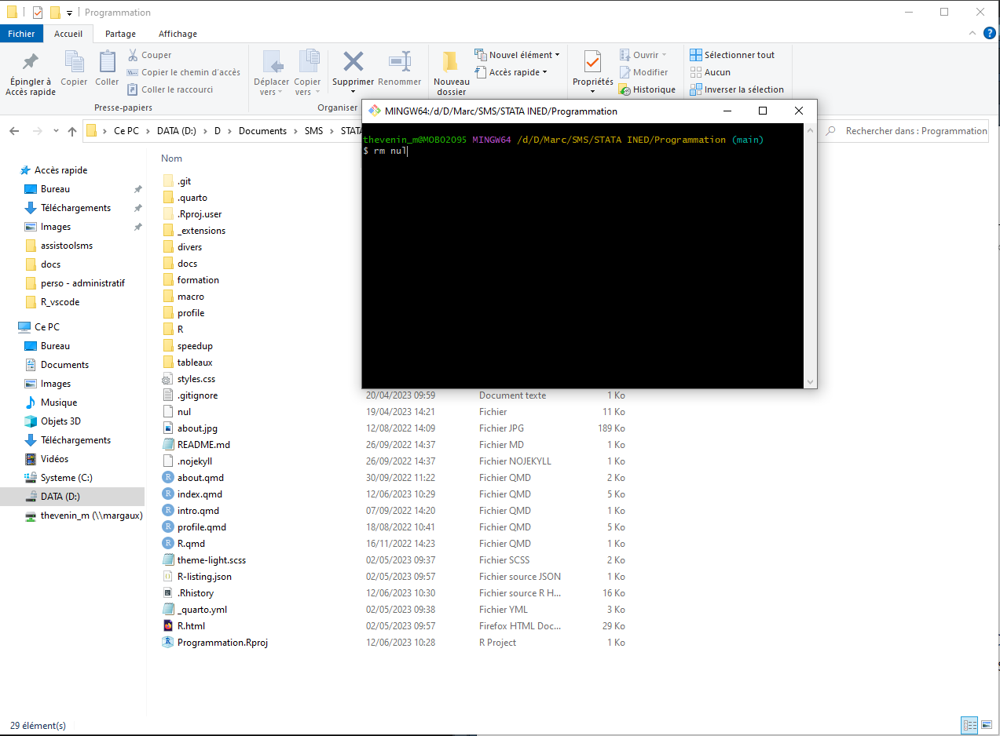 Programmation
Fichier Accueil Partage Affichage
Épingler à Accès rapide
Copier
Coller
Couper
Copier le chemin d'accès
Coller le raccourci
Presse-papiers
Déplacer vers
Copier vers
Supprimer
Renommer
Organiser
Nouveau dossier
Nouvel élément
Accès rapide
Propriétés
Ouvrir
Modifier
Historique
Sélectionner tout
Aucun
Inverser la sélection
Ce PC > DATA (D:) > D > Documents > SMS > STATA
Rechercher dans : Programmation
MINGW64:/d/D/Marc/SMS/STATA INED/Programmation
thevenin_m@MOB02095 MINGW64 /d/D/Marc/SMS/STATA INED/Programmation (main)
$ rm nul
Accès rapide
Bureau
Téléchargements
Images
assistoolsms
docs
perso - administratif
R_vscode
Ce PC
Bureau
Documents
Images
Musique
Objets 3D
Téléchargements
Vidéos
Systeme (C:)
DATA (D:)
thevenin_m (\\margaux)
Nom
.git
.quarto
.Rproj.user
_extensions
divers
docs
formation
macro
profile
R
speedup
tableaux
styles.css
.gitignore 20/04/2023 09:59 Document texte 1 Ko
nul 19/04/2023 14:21 Fichier 11 Ko
about.jpg 12/08/2022 14:09 Fichier JPG 189 Ko
README.md 26/09/2022 14:37 Fichier MD 1 Ko
.nojekyll 26/09/2022 14:37 Fichier NOJEKYLL 1 Ko
about.qmd 30/09/2022 11:22 Fichier QMD 2 Ko
index.qmd 12/06/2023 10:29 Fichier QMD 5 Ko
intro.qmd 07/09/2022 14:20 Fichier QMD 1 Ko
profile.qmd 18/08/2022 10:41 Fichier QMD 5 Ko
R.qmd 16/11/2022 14:23 Fichier QMD 1 Ko
theme-light.scss 02/05/2023 09:37 Fichier SCSS 2 Ko
R-listing.json 02/05/2023 09:57 Fichier source JSON 1 Ko
.Rhistory 12/06/2023 10:30 Fichier source R H... 16 Ko
_quarto.yml 02/05/2023 09:38 Fichier YML 3 Ko
R.html 02/05/2023 09:57 Firefox HTML Doc... 29 Ko
Programmation.Rproj 12/06/2023 10:28 R Project 1 Ko
29 élément(s)